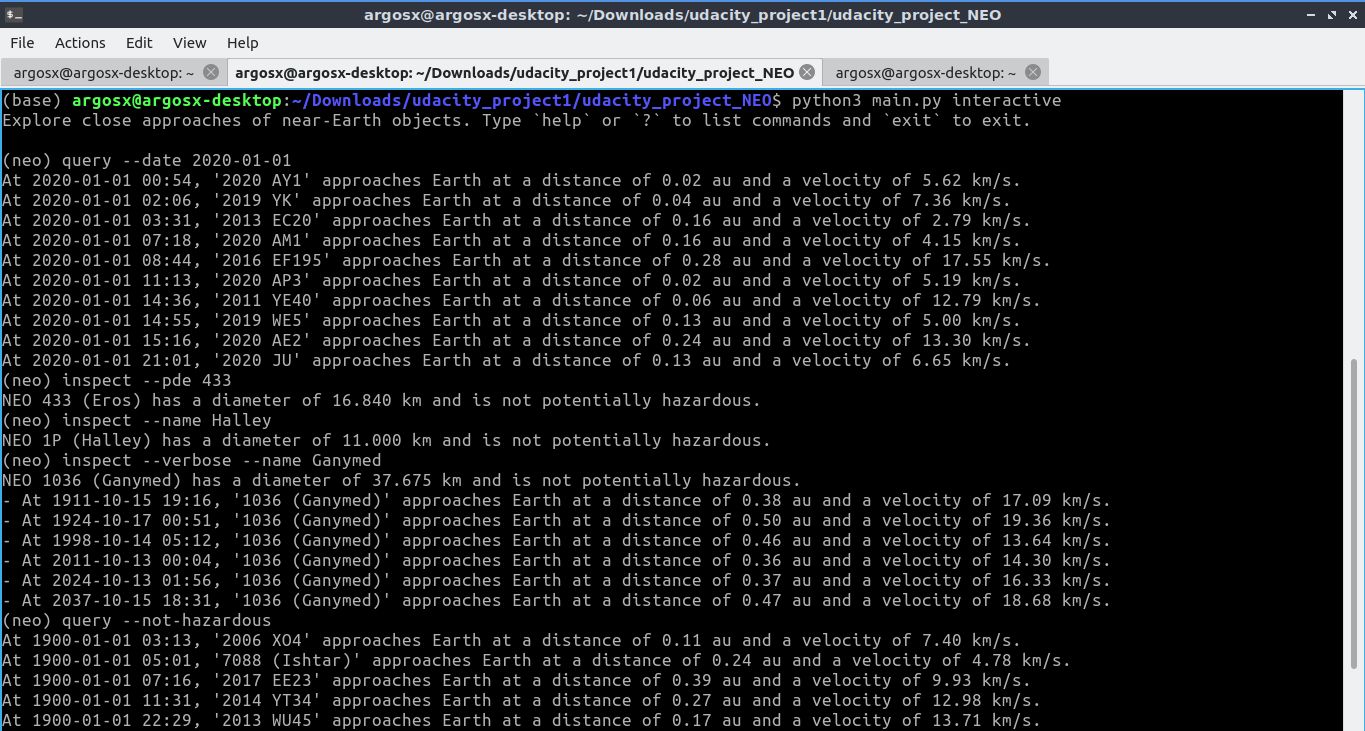 argosx@argosx-desktop: ~/Downloads/udacity_project1/udacity_project_NEO
File Actions Edit View Help
argosx@argosx-desktop: ~ argosx@argosx-desktop: ~/Downloads/udacity_project1/udacity_project_NEO argosx@argosx-desktop: ~
(base) argosx@argosx-desktop:~/Downloads/udacity_project1/udacity_project_NEO$ python3 main.py interactive
Explore close approaches of near-Earth objects. Type `help` or `?` to list commands and `exit` to exit.
(neo) query --date 2020-01-01
At 2020-01-01 00:54, '2020 AY1' approaches Earth at a distance of 0.02 au and a velocity of 5.62 km/s.
At 2020-01-01 02:06, '2019 YK' approaches Earth at a distance of 0.04 au and a velocity of 7.36 km/s.
At 2020-01-01 03:31, '2013 EC20' approaches Earth at a distance of 0.16 au and a velocity of 2.79 km/s.
At 2020-01-01 07:18, '2020 AM1' approaches Earth at a distance of 0.16 au and a velocity of 4.15 km/s.
At 2020-01-01 08:44, '2016 EF195' approaches Earth at a distance of 0.28 au and a velocity of 17.55 km/s.
At 2020-01-01 11:13, '2020 AP3' approaches Earth at a distance of 0.02 au and a velocity of 5.19 km/s.
At 2020-01-01 14:36, '2011 YE40' approaches Earth at a distance of 0.06 au and a velocity of 12.79 km/s.
At 2020-01-01 14:55, '2019 WE5' approaches Earth at a distance of 0.13 au and a velocity of 5.00 km/s.
At 2020-01-01 15:16, '2020 AE2' approaches Earth at a distance of 0.24 au and a velocity of 13.30 km/s.
At 2020-01-01 21:01, '2020 JU' approaches Earth at a distance of 0.13 au and a velocity of 6.65 km/s.
(neo) inspect --pde 433
NEO 433 (Eros) has a diameter of 16.840 km and is not potentially hazardous.
(neo) inspect --name Halley
NEO 1P (Halley) has a diameter of 11.000 km and is not potentially hazardous.
(neo) inspect --verbose --name Ganymed
NEO 1036 (Ganymed) has a diameter of 37.675 km and is not potentially hazardous.
- At 1911-10-15 19:16, '1036 (Ganymed)' approaches Earth at a distance of 0.38 au and a velocity of 17.09 km/s.
- At 1924-10-17 00:51, '1036 (Ganymed)' approaches Earth at a distance of 0.50 au and a velocity of 19.36 km/s.
- At 1998-10-14 05:12, '1036 (Ganymed)' approaches Earth at a distance of 0.46 au and a velocity of 13.64 km/s.
- At 2011-10-13 00:04, '1036 (Ganymed)' approaches Earth at a distance of 0.36 au and a velocity of 14.30 km/s.
- At 2024-10-13 01:56, '1036 (Ganymed)' approaches Earth at a distance of 0.37 au and a velocity of 16.33 km/s.
- At 2037-10-15 18:31, '1036 (Ganymed)' approaches Earth at a distance of 0.47 au and a velocity of 18.68 km/s.
(neo) query --not-hazardous
At 1900-01-01 03:13, '2006 XO4' approaches Earth at a distance of 0.11 au and a velocity of 7.40 km/s.
At 1900-01-01 05:01, '7088 (Ishtar)' approaches Earth at a distance of 0.24 au and a velocity of 4.78 km/s.
At 1900-01-01 07:16, '2017 EE23' approaches Earth at a distance of 0.39 au and a velocity of 9.93 km/s.
At 1900-01-01 11:31, '2014 YT34' approaches Earth at a distance of 0.27 au and a velocity of 12.98 km/s.
At 1900-01-01 22:29, '2013 WU45' approaches Earth at a distance of 0.17 au and a velocity of 13.71 km/s.